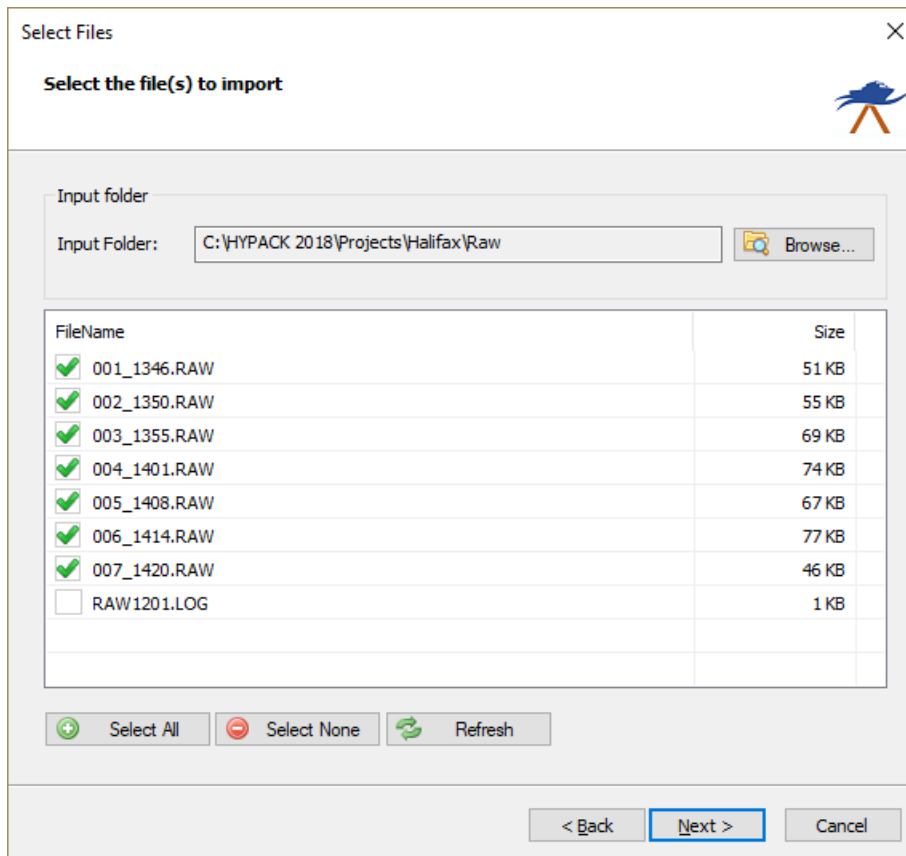 Select Files
Select the file(s) to import
Input folder
Input Folder: C:\HYPACK 2018\Projects\Halifax\Raw Browse...
FileName Size
001_1346.RAW 51 KB
002_1350.RAW 55 KB
003_1355.RAW 69 KB
004_1401.RAW 74 KB
005_1408.RAW 67 KB
006_1414.RAW 77 KB
007_1420.RAW 46 KB
RAW1201.LOG 1 KB
Select All Select None Refresh
< Back Next > Cancel